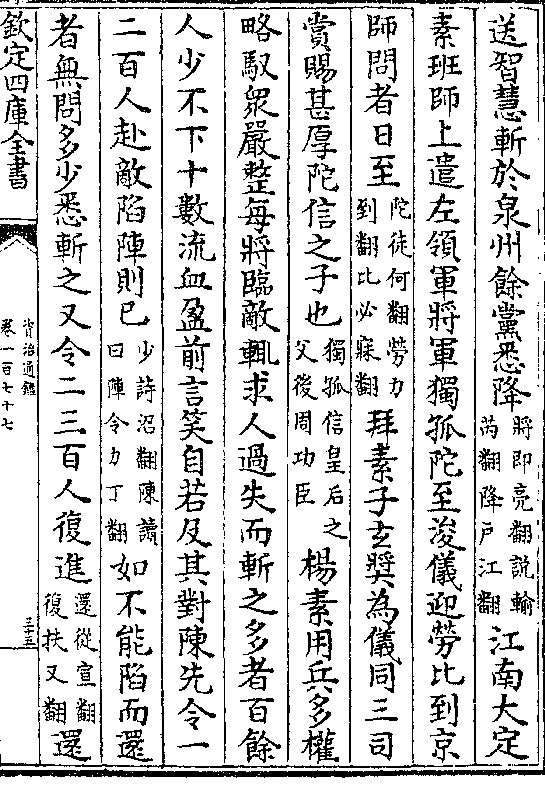 送智慧斬於泉州餘黨悉降將即亮翻說輸芮翻降戶江翻江南大定
素班師上遣左領軍將軍獨孤陀至浚儀迎勞比到京
師問者日至陀徒何翻勞力到翻比必寐翻拜素子玄奬為儀同三司
賞賜甚厚陀信之子也獨孤信皇后之父後周功臣楊素用兵多權
略馭衆嚴整每將臨敵輒求人過失而斬之多者百餘
人少不下十數流血盈前言笑自若及其對陳先令一
二百人赴敵陷陣則已少詩沼翻陳讀曰陣令力丁翻如不能陷而還
者無問多少悉斬之又令二三百人復進還從宣翻復扶又翻還
欽定四庫全書
資治通鑑
卷一百七十七
三十五